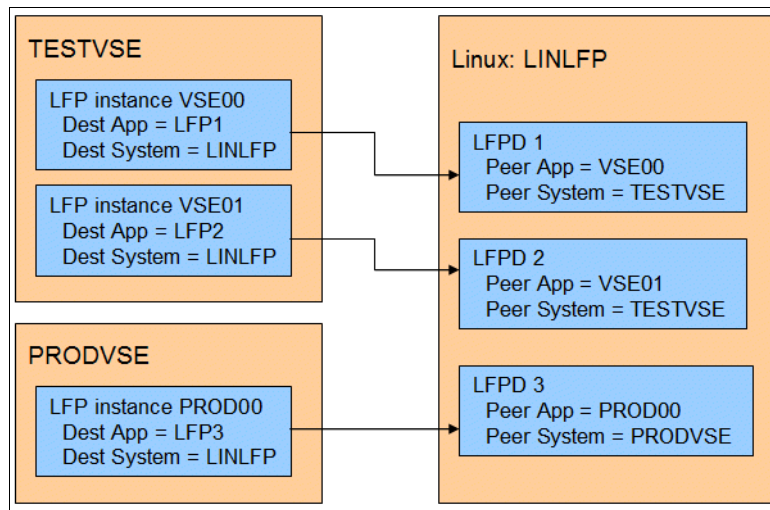 TESTVSE
LFP instance VSE00
Dest App = LFP1
Dest System = LINLFP
LFP instance VSE01
Dest App = LFP2
Dest System = LINLFP
PRODVSE
LFP instance PROD00
Dest App = LFP3
Dest System = LINLFP
Linux: LINLFP
LFPD 1
Peer App = VSE00
Peer System = TESTVSE
LFPD 2
Peer App = VSE01
Peer System = TESTVSE
LFPD 3
Peer App = PROD00
Peer System = PRODVSE